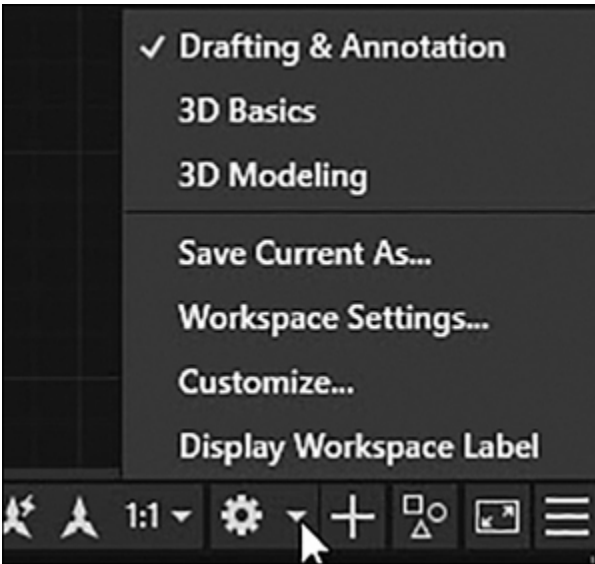 Drafting & Annotation
3D Basics
3D Modeling
Save Current As...
Workspace Settings...
Customize...
Display Workspace Label
1:1